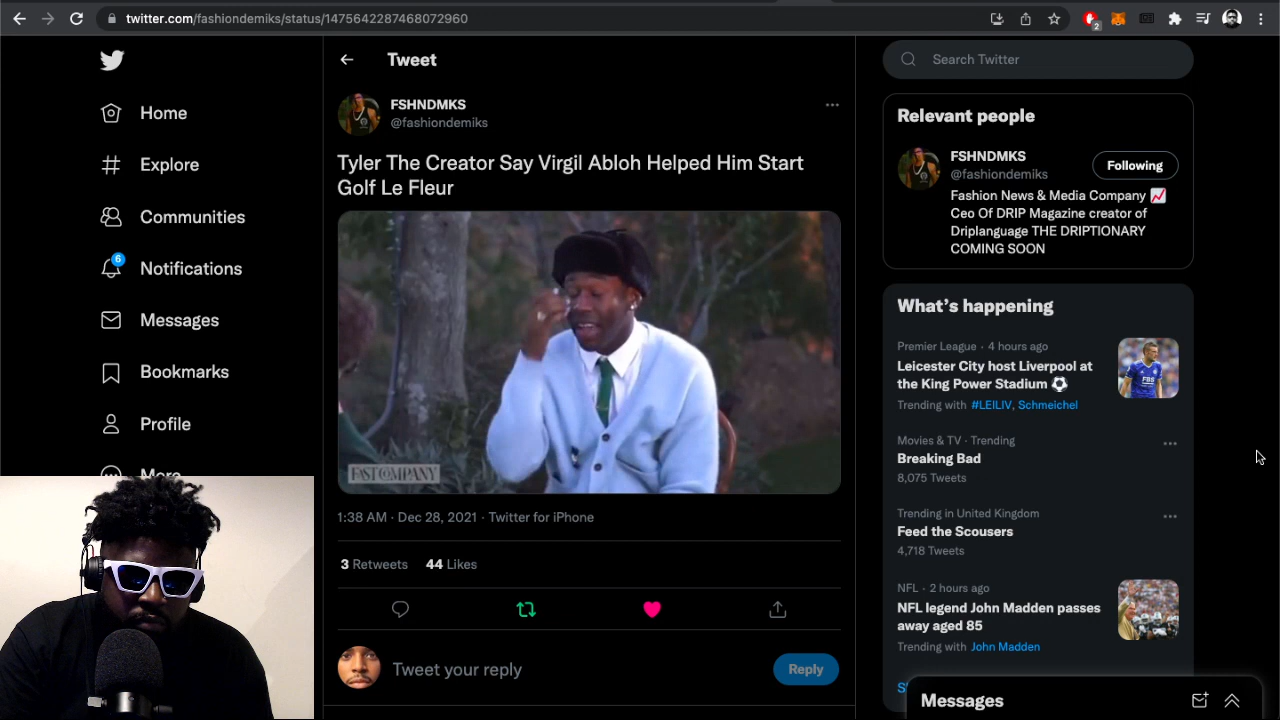 twitter.com/fashiondemiks/status/1475642287468072960
2
Home
Explore
Communities
6
Notifications
Messages
Bookmarks
Profile
More
Tweet
FSHNDMKS
@fashiondemiks
Tyler The Creator Say Virgil Abloh Helped Him Start
Golf Le Fleur
FAST COMPANY
1:38 AM · Dec 28, 2021 · Twitter for iPhone
3 Retweets 44 Likes
Tweet your reply
Reply
Search Twitter
Relevant people
FSHNDMKS
@fashiondemiks
Following
Fashion News & Media Company 📈
Ceo Of DRIP Magazine creator of
Driplanguage THE DRIPTIONARY
COMING SOON
What's happening
Premier League · 4 hours ago
Leicester City host Liverpool at
the King Power Stadium ⚽
Trending with #LEILIV, Schmeichel
FBS
Movies & TV · Trending
Breaking Bad
8,075 Tweets
Trending in United Kingdom
Feed the Scousers
4,718 Tweets
NFL · 2 hours ago
NFL legend John Madden passes
away aged 85
Trending with John Madden
Messages